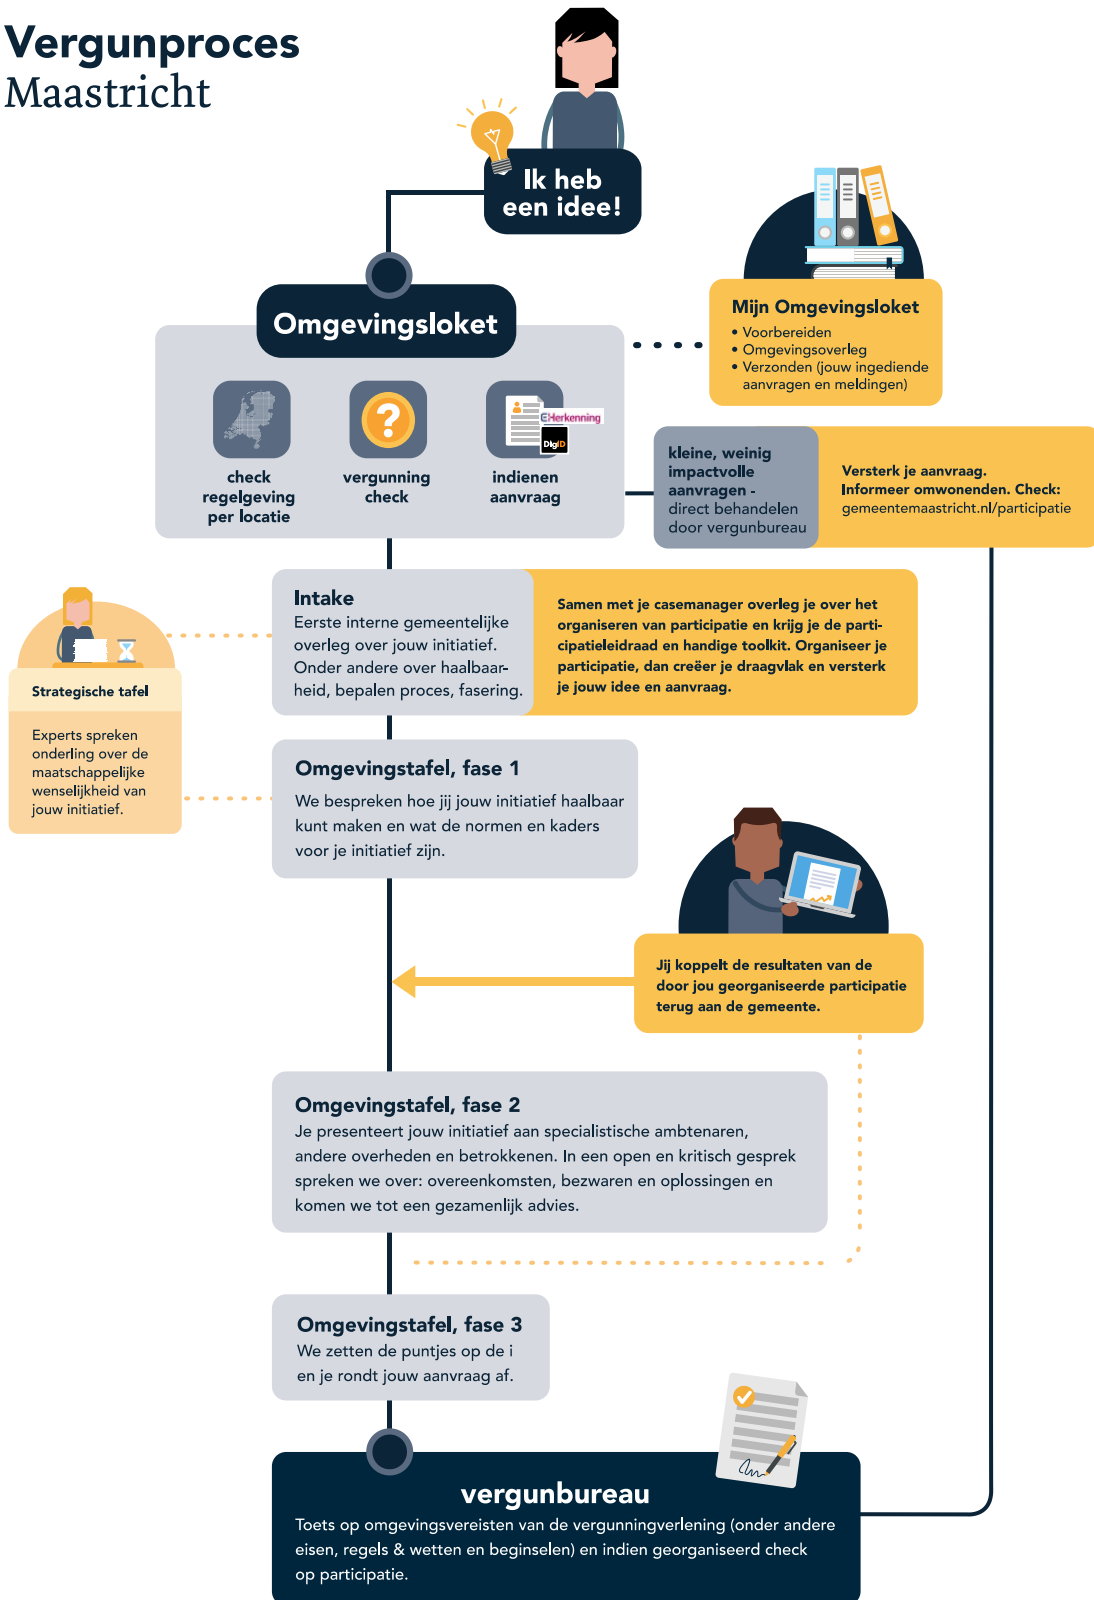 Vergunproces
Maastricht
Ik heb
een idee!
Omgevingsloket
Mijn Omgevingsloket
• Voorbereiden
• Omgevingsoverleg
• Verzonden (jouw ingediende
aanvragen en meldingen)
?
eHerkenning
DigiD
check
regelgeving
per locatie
vergunning
check
indienen
aanvraag
kleine, weinig
impactvolle
aanvragen -
direct behandelen
door vergunbureau
Versterk je aanvraag.
Informeer omwonenden. Check:
gemeentemaastricht.nl/participatie
Intake
Eerste interne gemeentelijke
overleg over jouw initiatief.
Onder andere over haalbaar-
heid, bepalen proces, fasering.
Samen met je casemanager overleg je over het
organiseren van participatie en krijg je de parti-
cipatieleidraad en handige toolkit. Organiseer je
participatie, dan creëer je draagvlak en versterk
je jouw idee en aanvraag.
Strategische tafel
Experts spreken
onderling over de
maatschappelijke
wenselijkheid van
jouw initiatief.
Omgevingstafel, fase 1
We bespreken hoe jij jouw initiatief haalbaar
kunt maken en wat de normen en kaders
voor je initiatief zijn.
Jij koppelt de resultaten van de
door jou georganiseerde participatie
terug aan de gemeente.
Omgevingstafel, fase 2
Je presenteert jouw initiatief aan specialistische ambtenaren,
andere overheden en betrokkenen. In een open en kritisch gesprek
spreken we over: overeenkomsten, bezwaren en oplossingen en
komen we tot een gezamenlijk advies.
Omgevingstafel, fase 3
We zetten de puntjes op de i
en je rondt jouw aanvraag af.
vergunbureau
Toets op omgevingsvereisten van de vergunningverlening (onder andere
eisen, regels & wetten en beginselen) en indien georganiseerd check
op participatie.